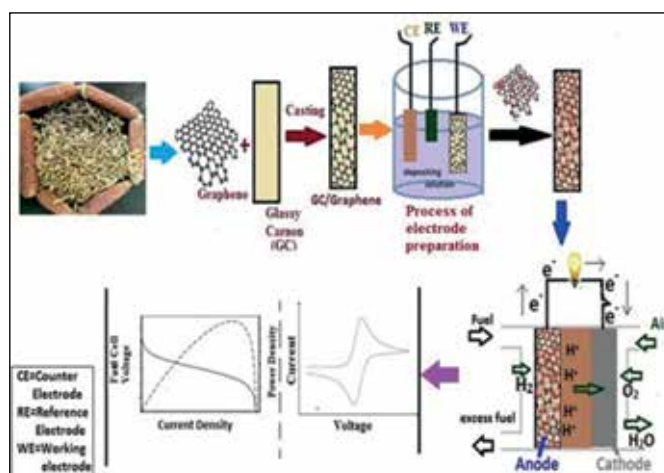 CE
RE
WE
Casting
Graphene
+
Glassy
Carnon
(GC)
GC/Graphene
depositing
solution
Process of
electrode
preparation
e-
e-
e-
e-
Fuel
Air
H+
H+
H+
H+
H2
O2
excess fuel
H2O
Anode
Cathode
Current
Voltage
Power Density
Fuel Cell
Voltage
Current Density
CE=Counter
Electrode
RE=Reference
Electrode
WE=Working
electrode